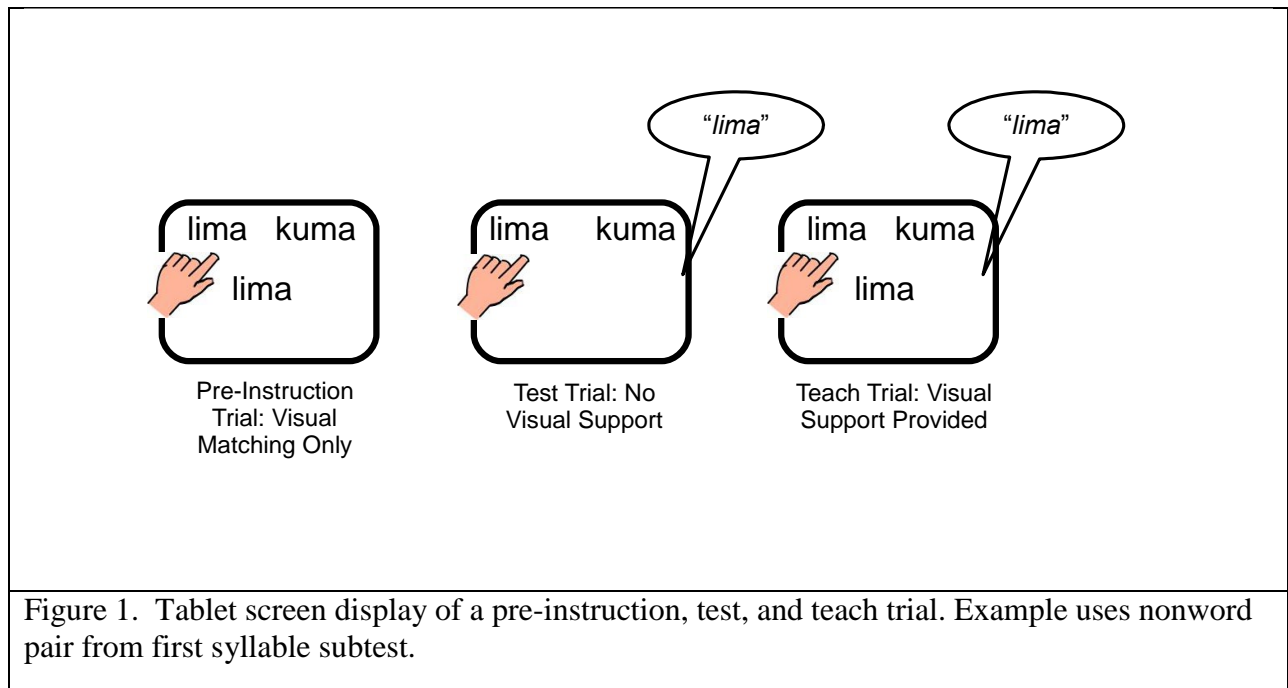 “lima”
“lima”
lima kuma
lima
lima kuma
lima kuma
lima
Pre-Instruction
Trial: Visual
Matching Only
Test Trial: No
Visual Support
Teach Trial: Visual
Support Provided
Figure 1.  Tablet screen display of a pre-instruction, test, and teach trial. Example uses nonword
pair from first syllable subtest.